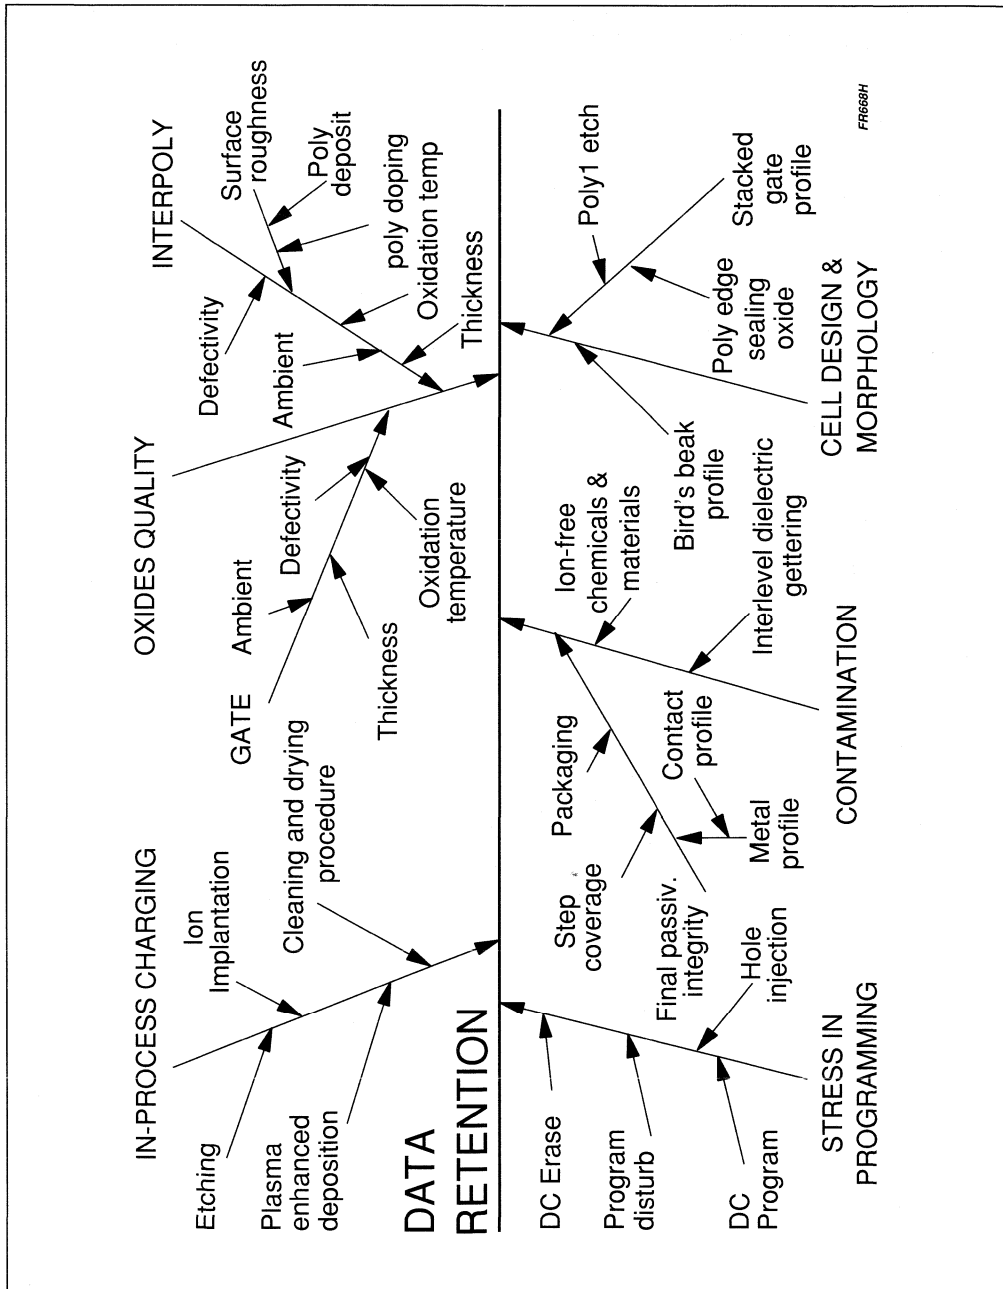 IN-PROCESS CHARGING
Etching
Ion
Implantation
Plasma
enhanced
deposition
Cleaning and drying
procedure
OXIDES QUALITY
GATE
Ambient
Defectivity
Thickness
Oxidation
temperature
INTERPOLY
Defectivity
Surface
roughness
Poly
deposit
poly doping
Ambient
Oxidation temp
Thickness
DATA
RETENTION
DC Erase
Program
disturb
DC
Program
Hole
injection
STRESS IN
PROGRAMMING
Step
coverage
Packaging
Final passiv.
integrity
Contact
profile
Metal
profile
Ion-free
chemicals &
materials
Interlevel dielectric
gettering
CONTAMINATION
Bird's beak
profile
Poly1 etch
Poly edge
sealing
oxide
Stacked
gate
profile
CELL DESIGN &
MORPHOLOGY
FR668H